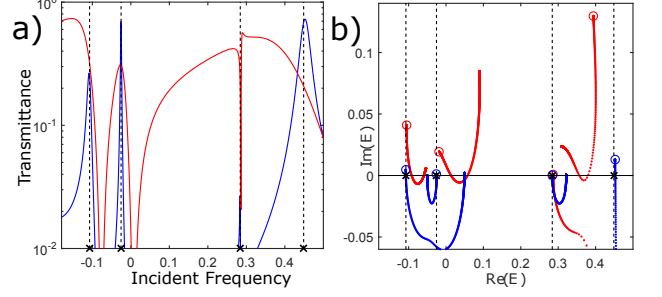 a)
10⁰
10⁻¹
10⁻²
Transmittance
-0.1 0 0.1 0.2 0.3 0.4
Incident Frequency
b)
0.1
0.05
0
-0.05
Im(E)
-0.1 0 0.1 0.2 0.3 0.4
Re(E)